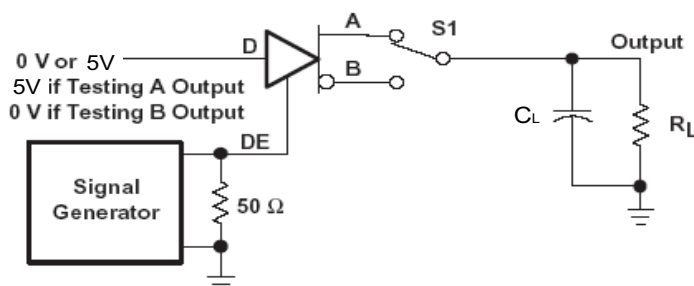 A
S1
D
Output
0 V or 5V
5V if Testing A Output
B
0 V if Testing B Output
CL
RL
DE
Signal
Generator
50 Ω